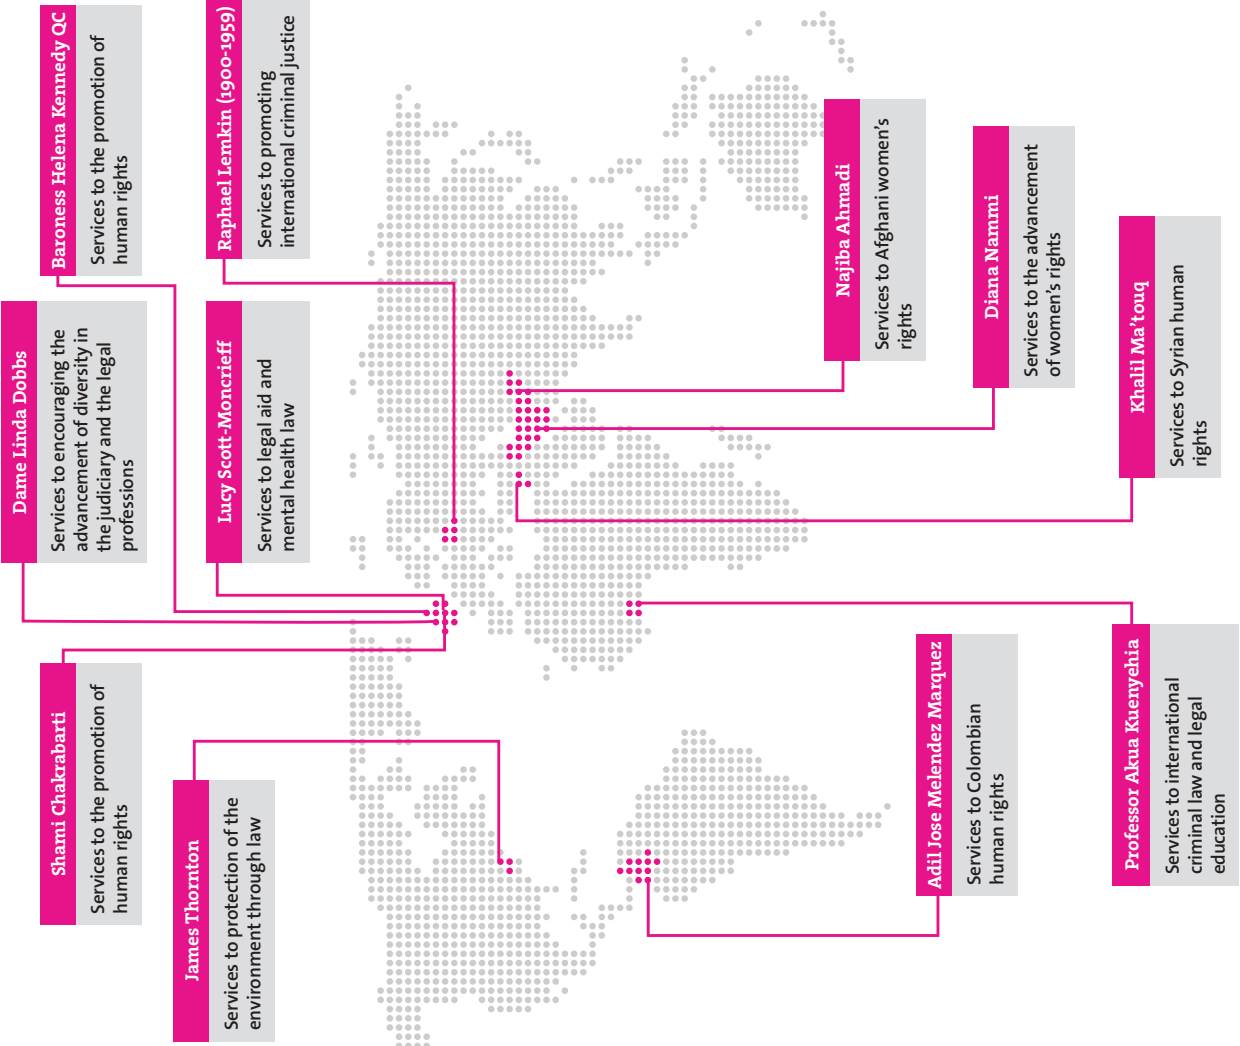 James Thornton
Services to protection of the
environment through law
Shami Chakrabarti
Services to the promotion of
human rights
Dame Linda Dobbs
Services to encouraging the
advancement of diversity in
the judiciary and the legal
professions
Baroness Helena Kennedy QC
Services to the promotion of
human rights
Lucy Scott-Moncrieff
Services to legal aid and
mental health law
Raphael Lemkin (1900-1959)
Services to promoting
international criminal justice
Adil Jose Melendez Marquez
Services to Colombian
human rights
Professor Akua Kuenyehia
Services to international
criminal law and legal
education
Najiba Ahmadi
Services to Afghani women's
rights
Diana Nammi
Services to the advancement
of women's rights
Khalil Ma'touq
Services to Syrian human
rights